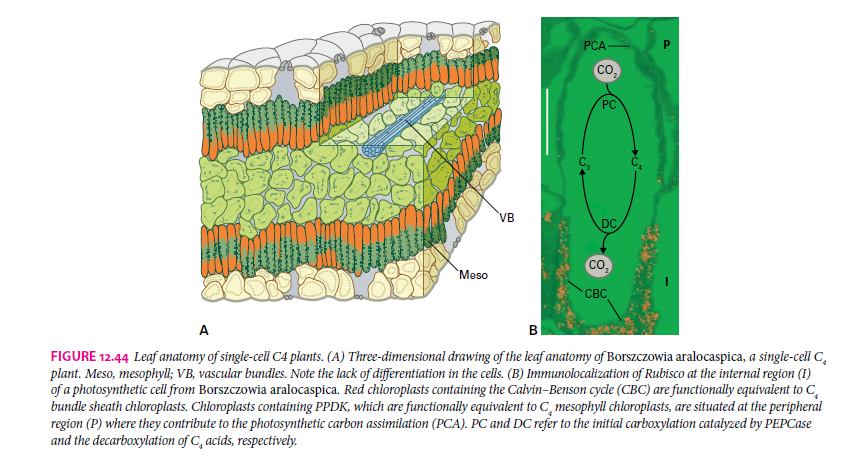 VB
Meso
A
PCA
P
CO₂
PC
C₃
C₄
DC
CO₂
I
CBC
B
FIGURE 12.44 Leaf anatomy of single-cell C4 plants. (A) Three-dimensional drawing of the leaf anatomy of Borszczowia aralocaspica, a single-cell C₄
plant. Meso, mesophyll; VB, vascular bundles. Note the lack of differentiation in the cells. (B) Immunolocalization of Rubisco at the internal region (I)
of a photosynthetic cell from Borszczowia aralocaspica. Red chloroplasts containing the Calvin–Benson cycle (CBC) are functionally equivalent to C₄
bundle sheath chloroplasts. Chloroplasts containing PPDK, which are functionally equivalent to C₄ mesophyll chloroplasts, are situated at the peripheral
region (P) where they contribute to the photosynthetic carbon assimilation (PCA). PC and DC refer to the initial carboxylation catalyzed by PEPCase
and the decarboxylation of C₄ acids, respectively.